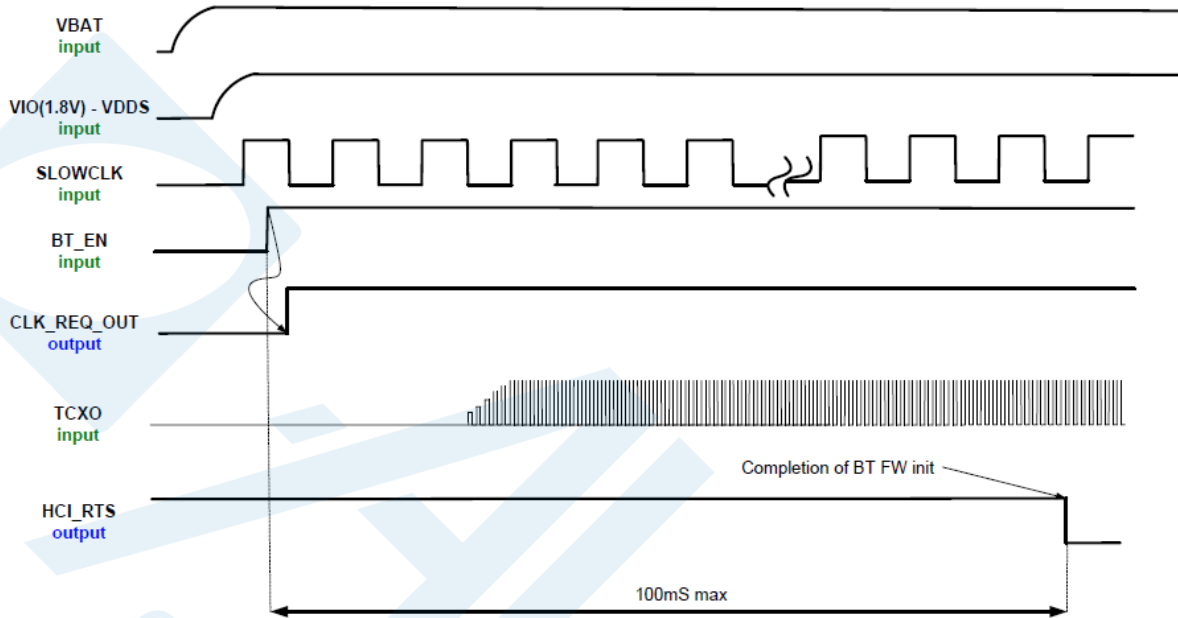 VBAT
input
VIO(1.8V) - VDDS
input
SLOWCLK
input
BT_EN
input
CLK_REQ_OUT
output
TCXO
input
Completion of BT FW init
HCI_RTS
output
100mS max